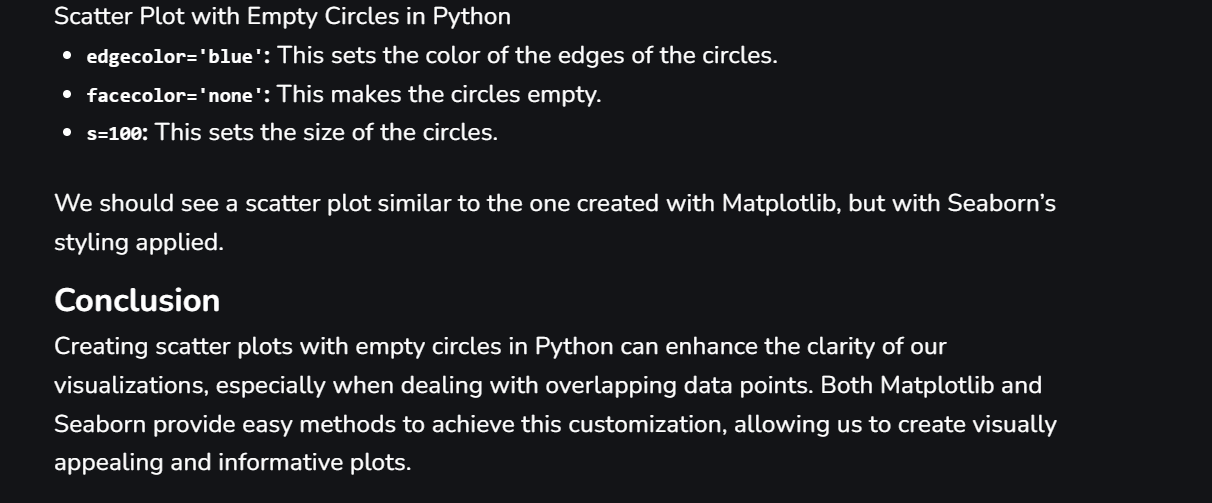 Scatter Plot with Empty Circles in Python
• edgecolor='blue': This sets the color of the edges of the circles.
• facecolor='none': This makes the circles empty.
• s=100: This sets the size of the circles.
We should see a scatter plot similar to the one created with Matplotlib, but with Seaborn’s
styling applied.
Conclusion
Creating scatter plots with empty circles in Python can enhance the clarity of our
visualizations, especially when dealing with overlapping data points. Both Matplotlib and
Seaborn provide easy methods to achieve this customization, allowing us to create visually
appealing and informative plots.